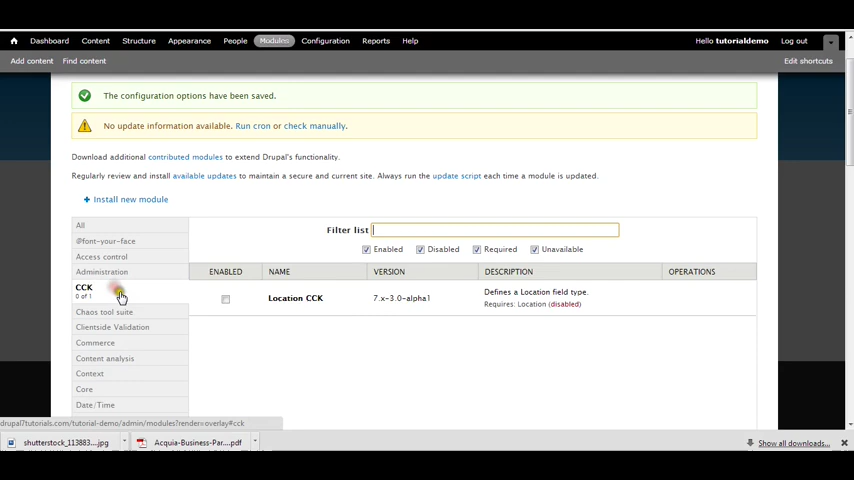 Dashboard Content Structure Appearance People Modules Configuration Reports Help Hello tutorialdemo Log out
Add content Find content Edit shortcuts
The configuration options have been saved.
No update information available. Run cron or check manually.
Download additional contributed modules to extend Drupal's functionality.
Regularly review and install available updates to maintain a secure and current site. Always run the update script each time a module is updated.
+ Install new module
All
Filter list
@font-your-face
Enabled Disabled Required Unavailable
Access control
Administration
ENABLED NAME VERSION DESCRIPTION OPERATIONS
CCK
0 of 1
Location CCK 7.x-3.0-alpha1 Defines a Location field type.
Requires: Location (disabled)
Chaos tool suite
Clientside Validation
Commerce
Content analysis
Context
Core
Date/Time
drupal7tutorials.com/tutorial-demo/admin/modules?render=overlay#cck
shutterstock_113883....jpg Acquia-Business-Par....pdf Show all downloads...